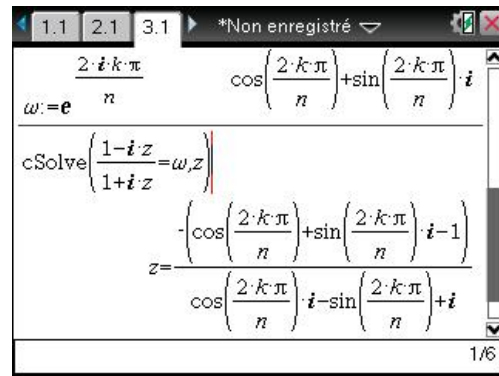 1.1 2.1 3.1 *Non enregistré
ω:=e^(2·i·k·π/n) cos(2·k·π/n)+sin(2·k·π/n)·i
cSolve((1-i·z)/(1+i·z)=ω,z)
z=-(cos(2·k·π/n)+sin(2·k·π/n)·i-1)/(cos(2·k·π/n)·i-sin(2·k·π/n)+i)
1/6